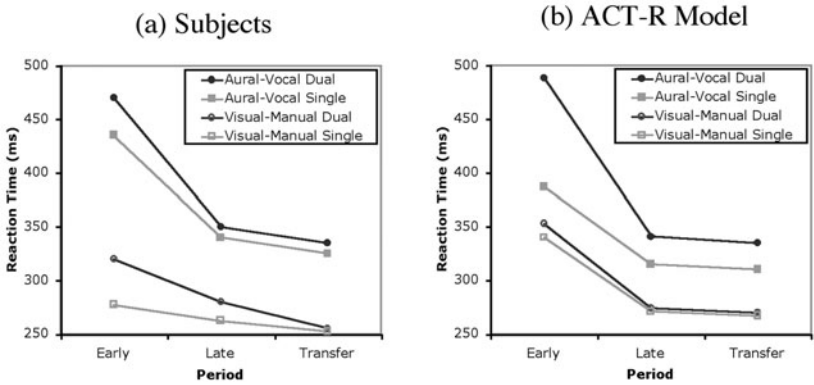 (a) Subjects
500
450
400
350
300
250
Reaction Time (ms)
Aural-Vocal Dual
Aural-Vocal Single
Visual-Manual Dual
Visual-Manual Single
Early Late Transfer
Period
(b) ACT-R Model
500
450
400
350
300
250
Reaction Time (ms)
Aural-Vocal Dual
Aural-Vocal Single
Visual-Manual Dual
Visual-Manual Single
Early Late Transfer
Period